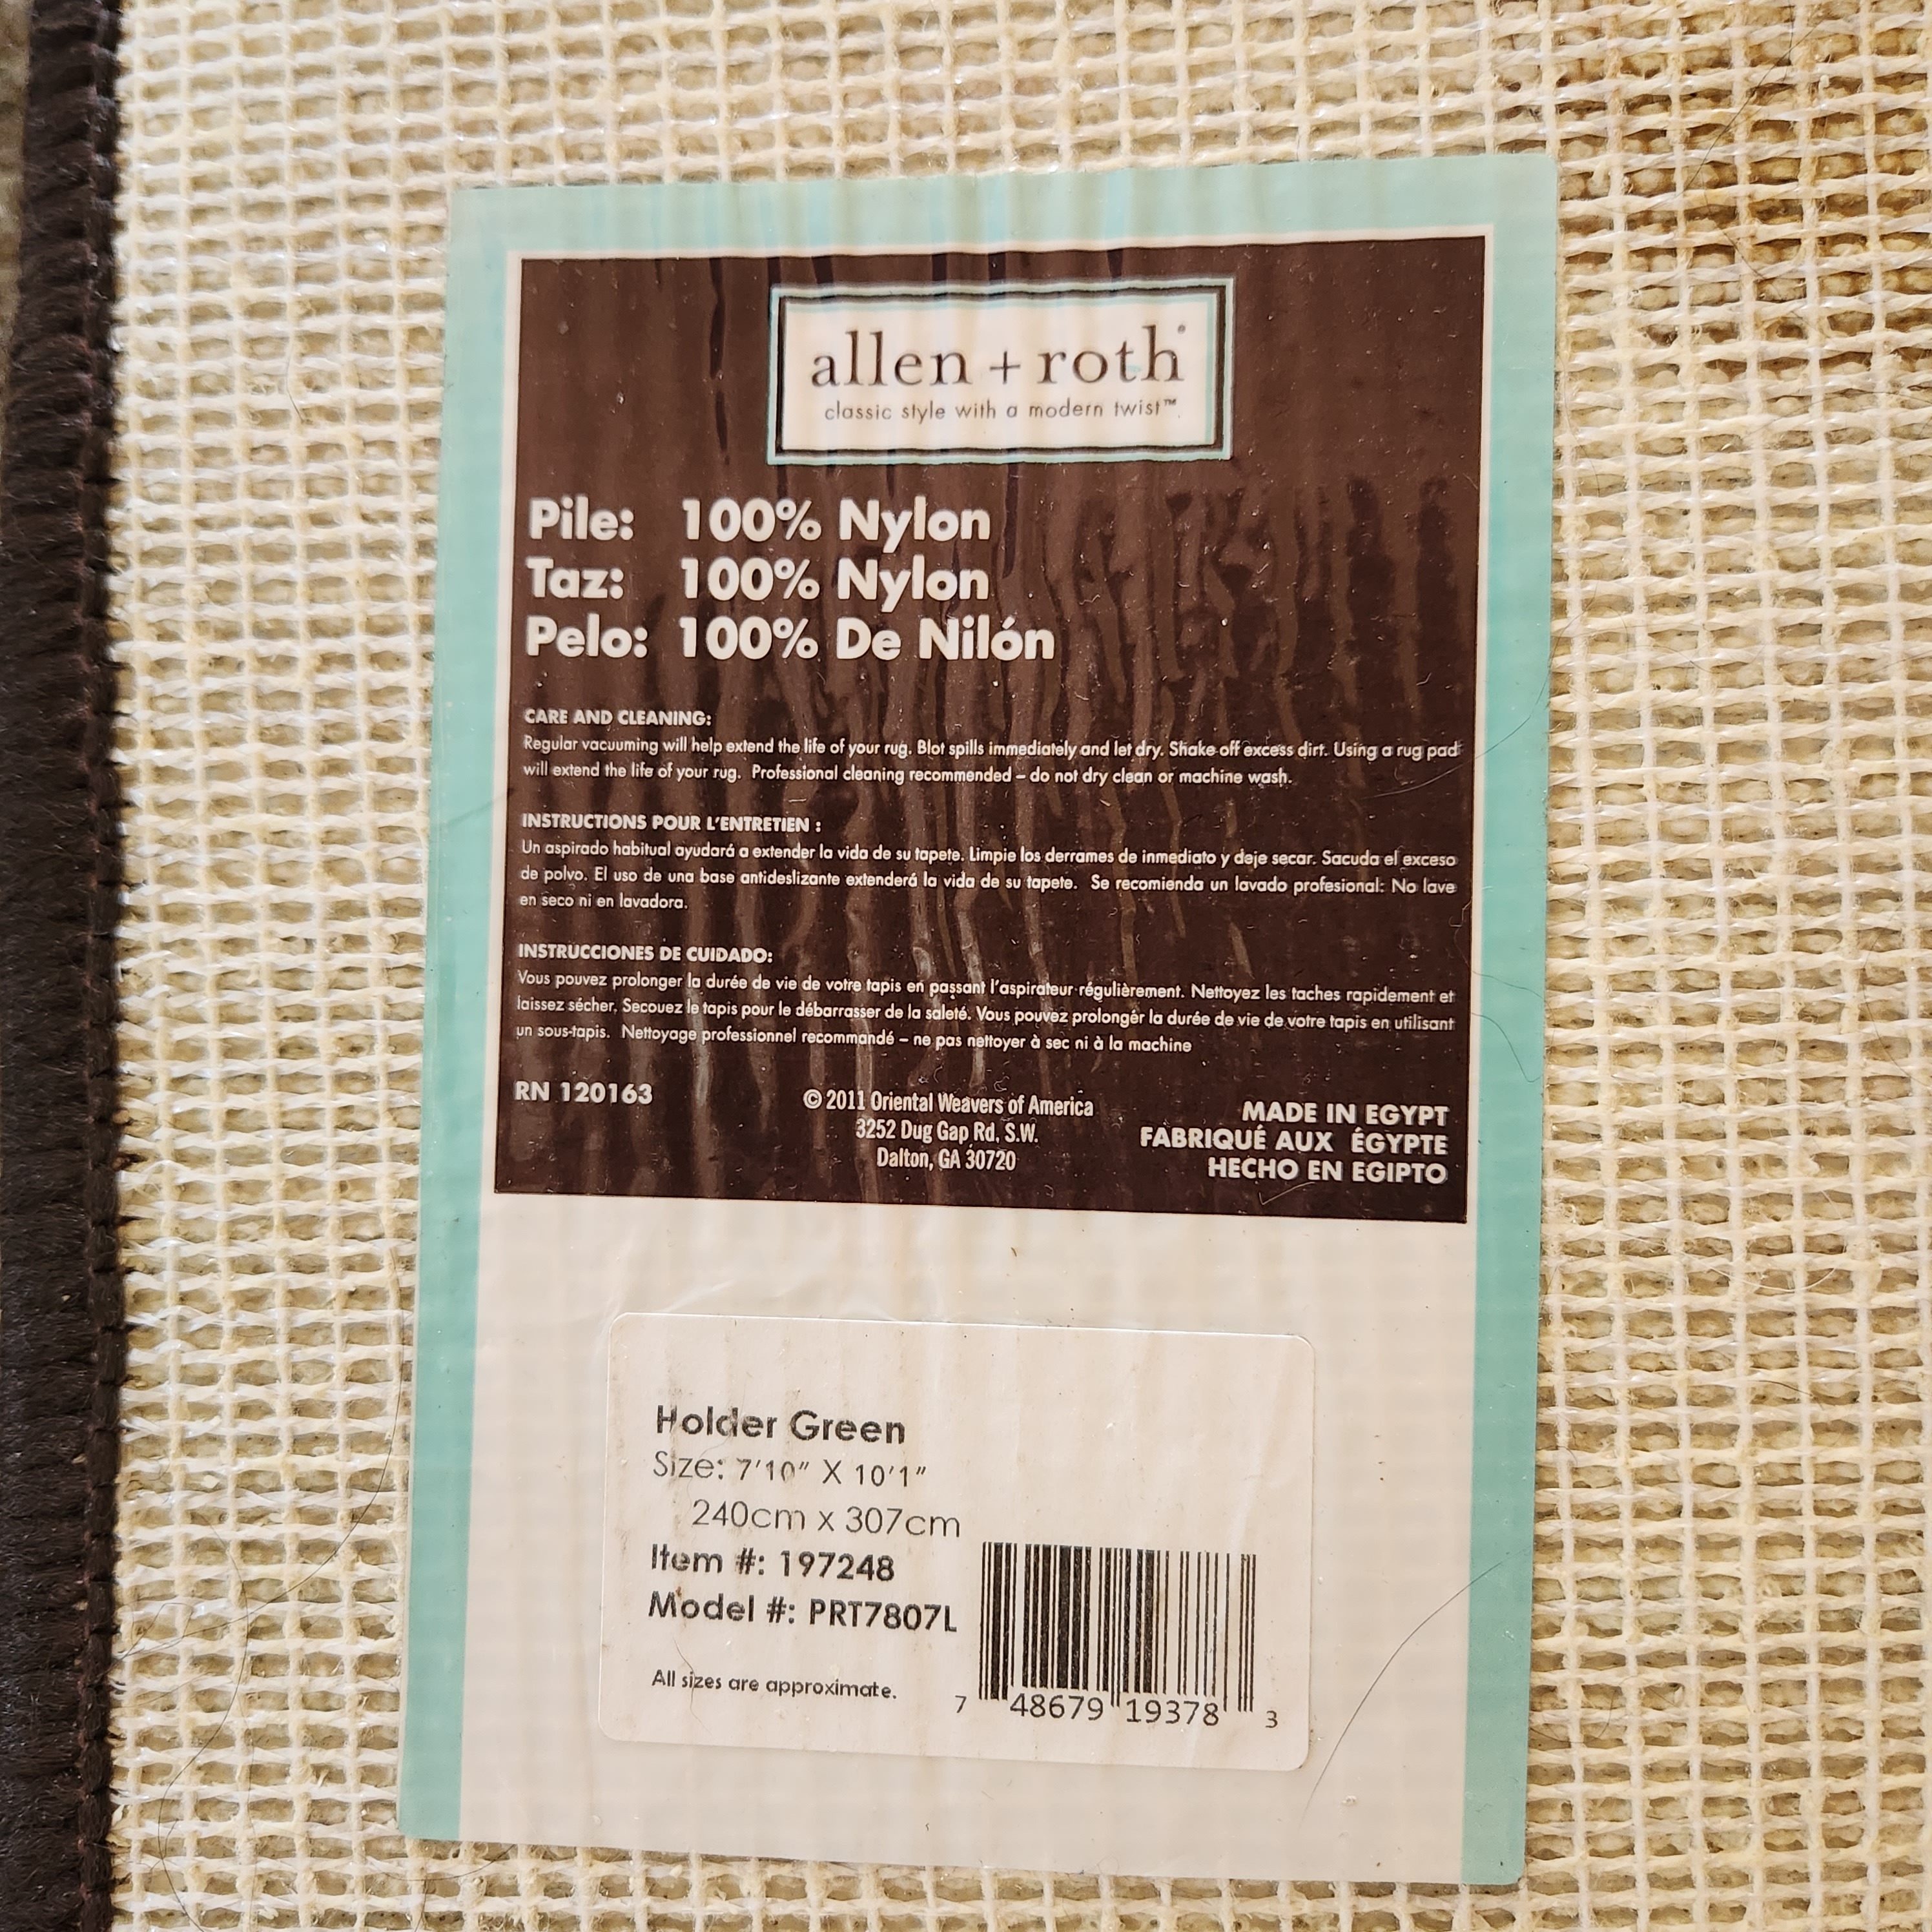 allen + roth®
classic style with a modern twist™
Pile: 100% Nylon
Taz: 100% Nylon
Pelo: 100% De Nilón
CARE AND CLEANING:
Regular vacuuming will help extend the life of your rug. Blot spills immediately and let dry. Shake off excess dirt. Using a rug pad
will extend the life of your rug. Professional cleaning recommended – do not dry clean or machine wash.
INSTRUCTIONS POUR L'ENTRETIEN :
Un aspirado habitual ayudará a extender la vida de su tapete. Limpie los derrames de inmediato y deje secar. Sacuda el exceso
de polvo. El uso de una base antideslizante extenderá la vida de su tapete. Se recomienda un lavado profesional: No lave
en seco ni en lavadora.
INSTRUCCIONES DE CUIDADO:
Vous pouvez prolonger la durée de vie de votre tapis en passant l'aspirateur régulièrement. Nettoyez les taches rapidement et
laissez sécher, Secouez le tapis pour le débarrasser de la saleté. Vous pouvez prolonger la durée de vie de votre tapis en utilisant
un sous-tapis. Nettoyage professionnel recommandé – ne pas nettoyer à sec ni à la machine
RN 120163
© 2011 Oriental Weavers of America
3252 Dug Gap Rd, S.W.
Dalton, GA 30720
MADE IN EGYPT
FABRIQUÉ AUX ÉGYPTE
HECHO EN EGIPTO
Holder Green
Size: 7'10" X 10'1"
240cm x 307cm
Item #: 197248
Model #: PRT7807L
All sizes are approximate.
7 48679 19378 3